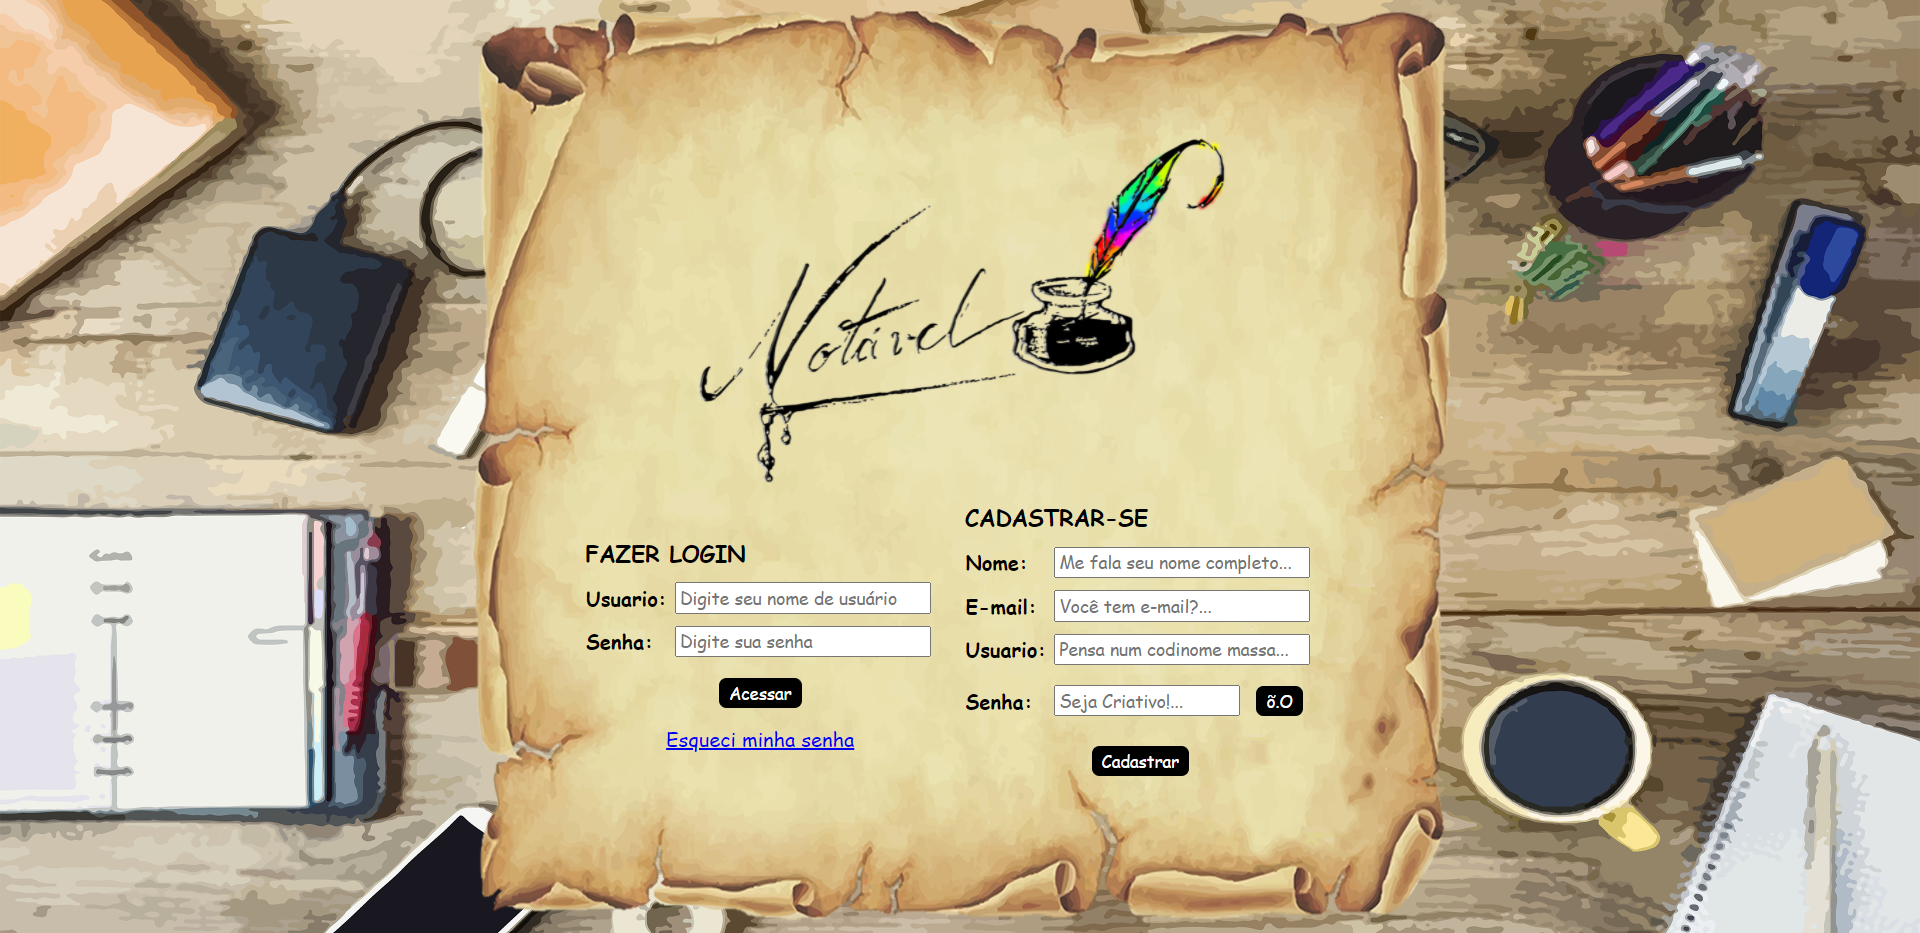 Notável
FAZER LOGIN
Usuario: Digite seu nome de usuário
Senha: Digite sua senha
Acessar
Esqueci minha senha
CADASTRAR-SE
Nome: Me fala seu nome completo...
E-mail: Você tem e-mail?...
Usuario: Pensa num codinome massa...
Senha: Seja Criativo!... õ.O
Cadastrar